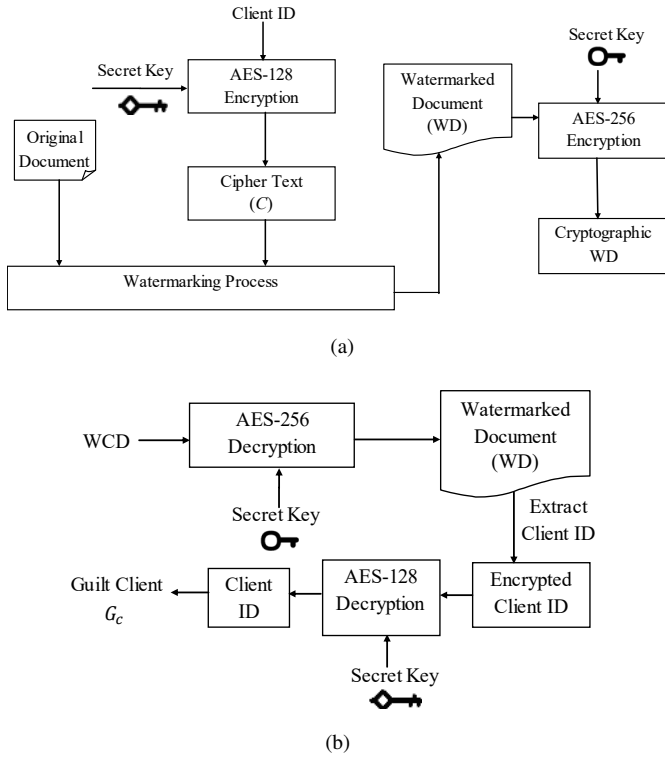 Client ID
Secret Key
AES-128
Encryption
Original
Document
Cipher Text
(C)
Watermarking Process
Watermarked
Document
(WD)
Secret Key
AES-256
Encryption
Cryptographic
WD
(a)
WCD
AES-256
Decryption
Secret Key
Watermarked
Document
(WD)
Extract
Client ID
Encrypted
Client ID
AES-128
Decryption
Secret Key
Client
ID
Guilt Client
G_c
(b)